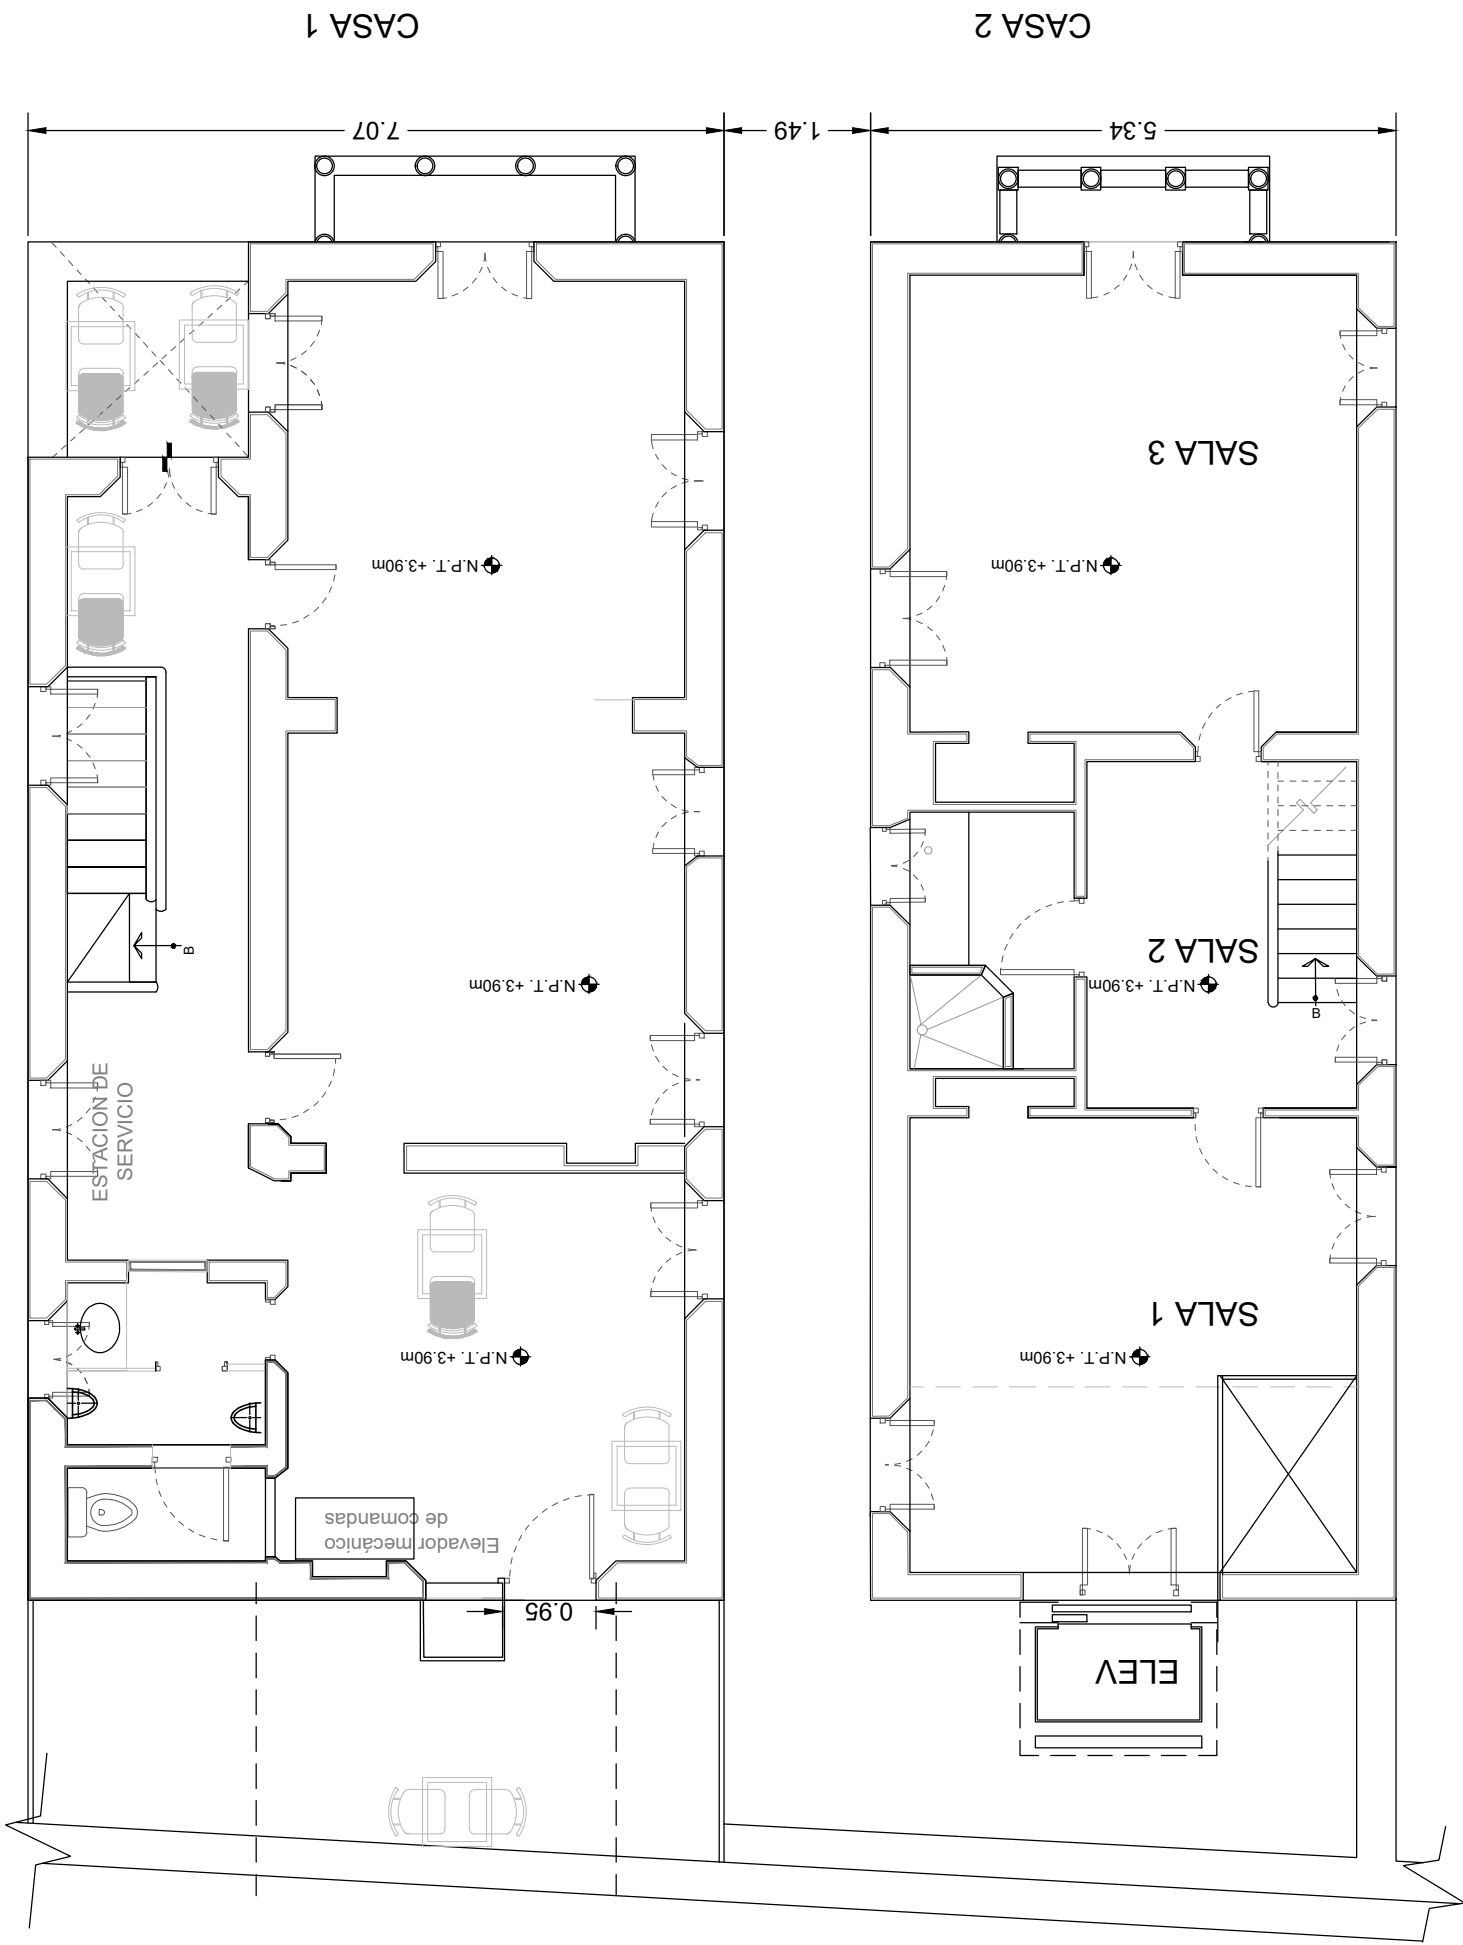 CASA 1
CASA 2
7.07
1.49
5.34
SALA 3
N.P.T. +3.90m
N.P.T. +3.90m
B
SALA 2
N.P.T. +3.90m
N.P.T. +3.90m
B
ESTACION DE
SERVICIO
SALA 1
N.P.T. +3.90m
N.P.T. +3.90m
Elevador mecánico
de comandas
0.95
ELEV